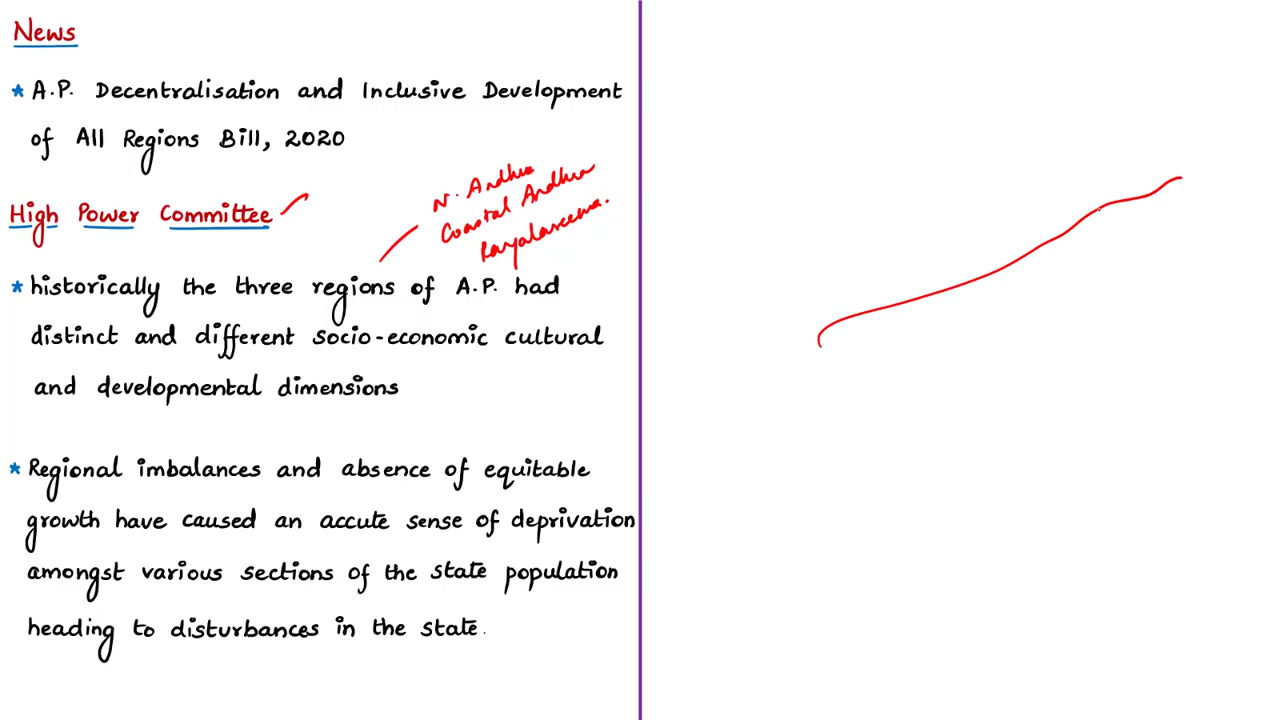 News
* A.P. Decentralisation and Inclusive Development
of All Regions Bill, 2020
High Power Committee
N. Andhra
Coastal Andhra
Rayalaseema.
* historically the three regions of A.P. had
distinct and different socio-economic cultural
and developmental dimensions
* Regional imbalances and absence of equitable
growth have caused an accute sense of deprivation
amongst various sections of the state population
heading to disturbances in the state.